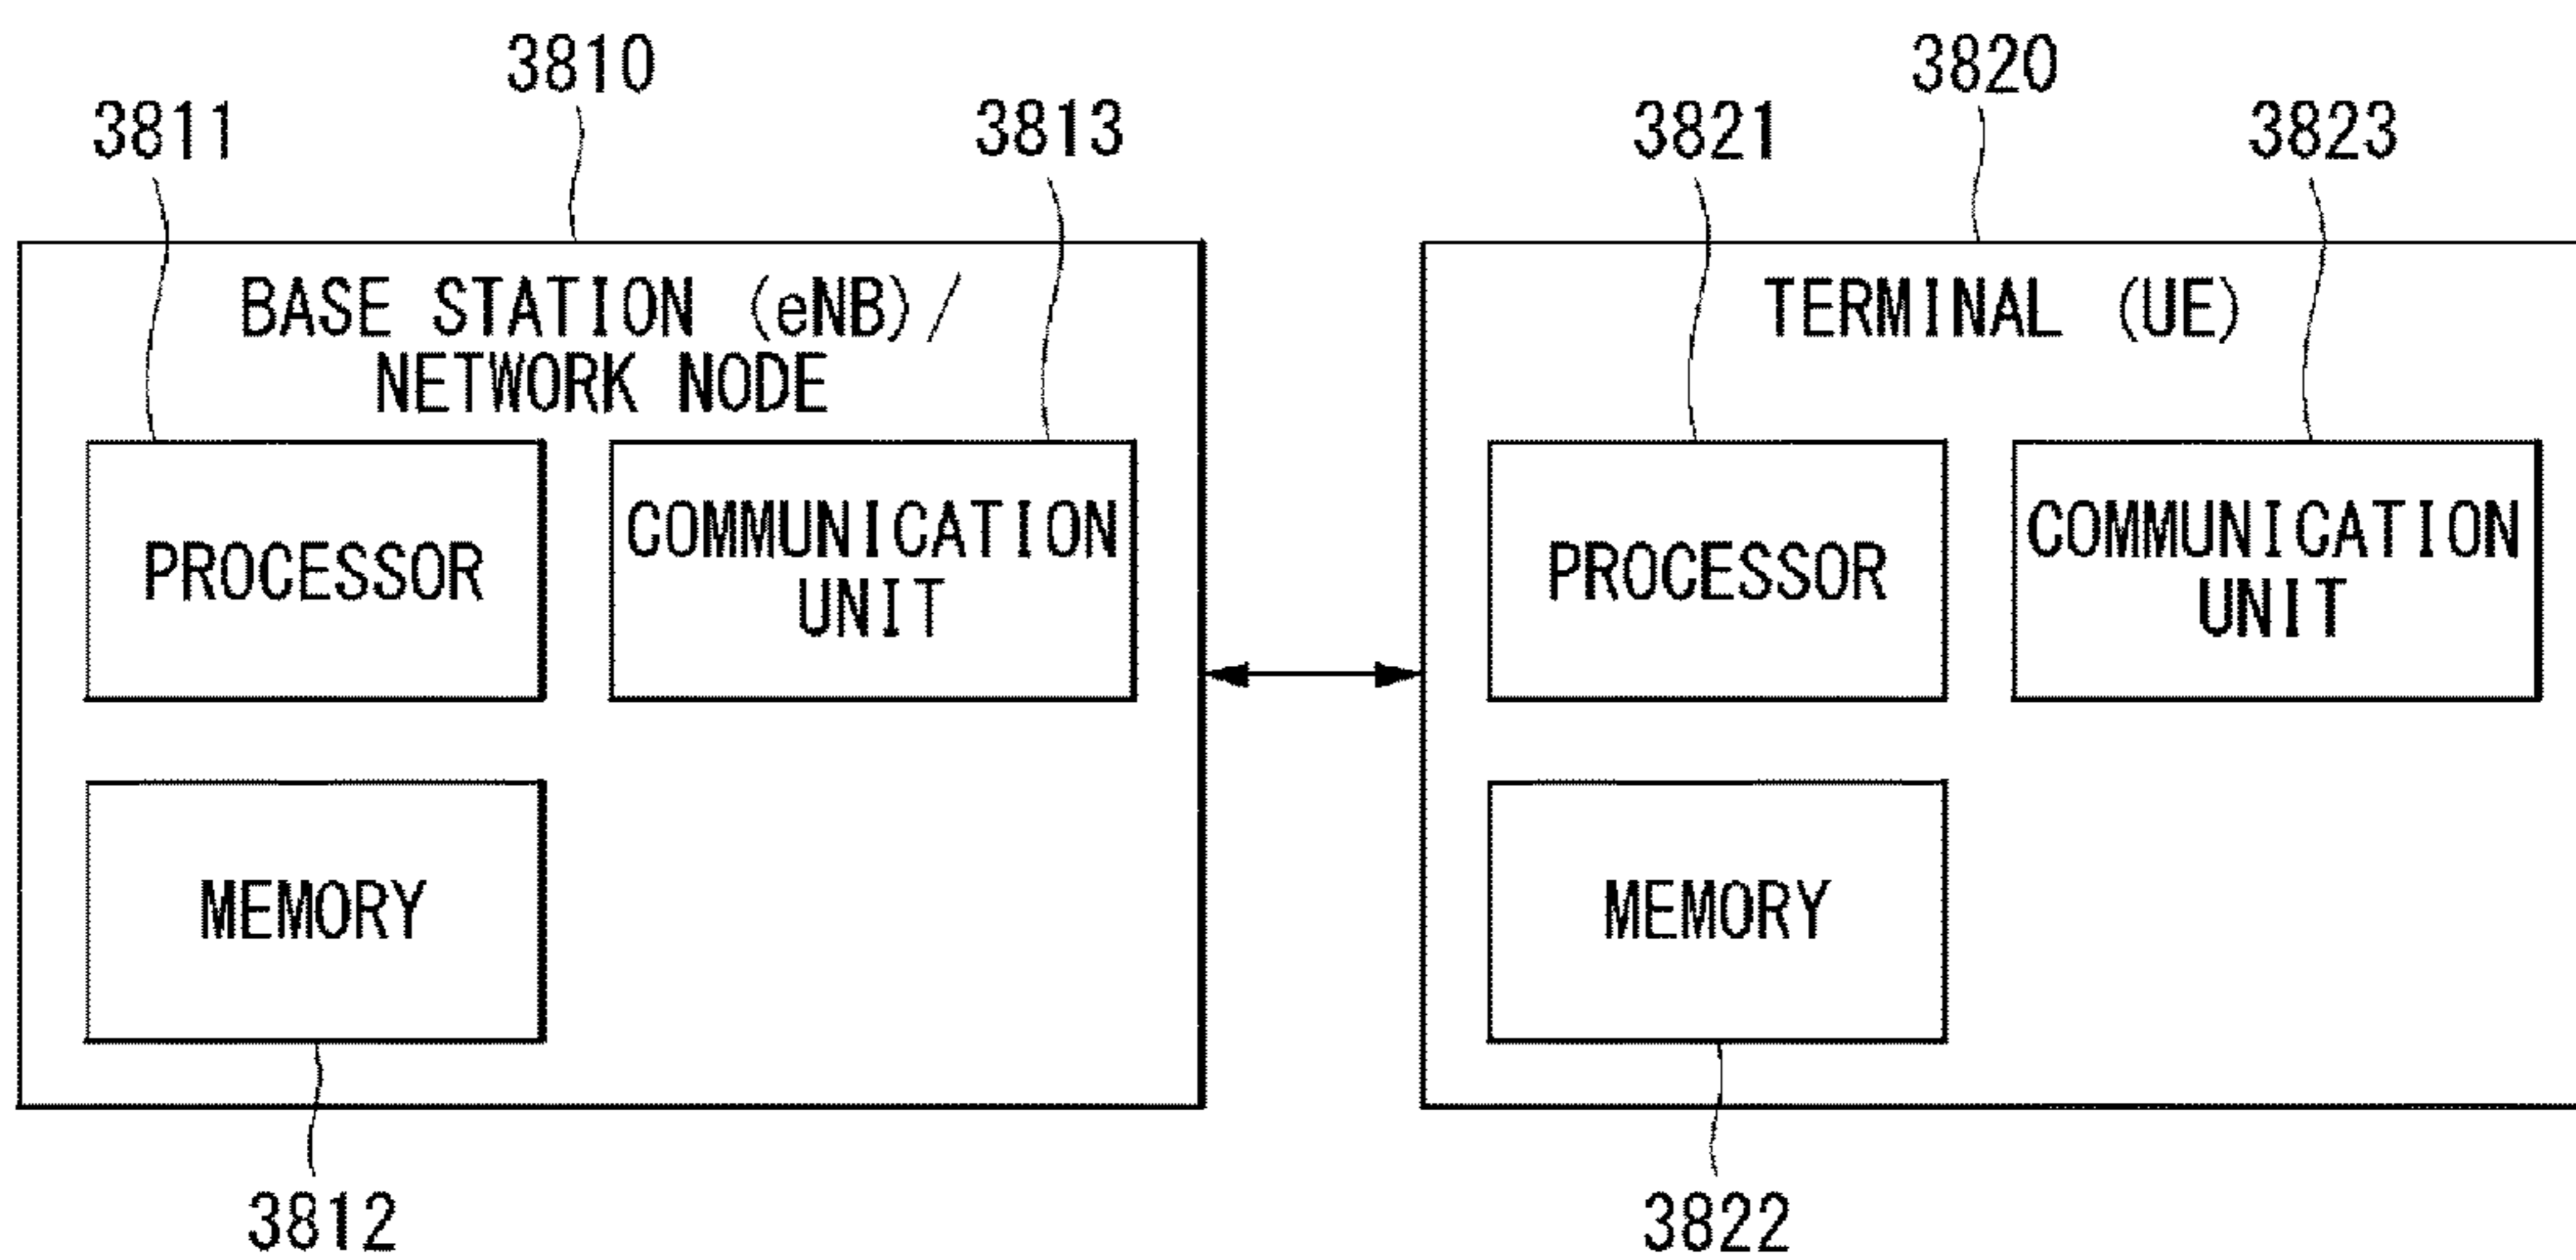 3810
3820
3811
3813
3821
3823
BASE STATION (eNB)/
NETWORK NODE
TERMINAL (UE)
PROCESSOR
COMMUNICATION
UNIT
PROCESSOR
COMMUNICATION
UNIT
MEMORY
MEMORY
3812
3822